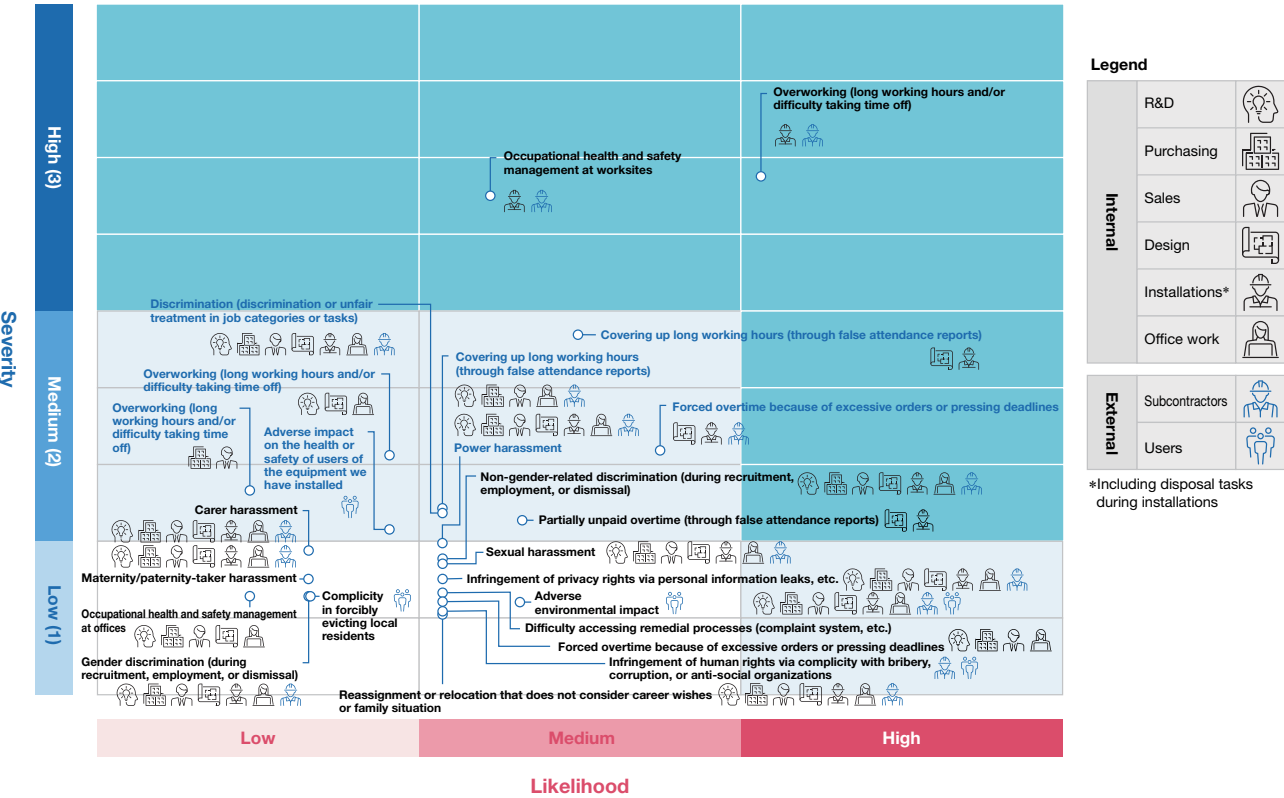 Severity
High (3)
Medium (2)
Low (1)
Overworking (long working hours and/or
difficulty taking time off)
Occupational health and safety
management at worksites
Discrimination (discrimination or unfair
treatment in job categories or tasks)
Covering up long working hours (through false attendance reports)
Covering up long working hours
(through false attendance reports)
Overworking (long working hours and/or
difficulty taking time off)
Overworking (long
working hours and/or
difficulty taking time
off)
Adverse impact
on the health or
safety of users of
the equipment we
have installed
Forced overtime because of excessive orders or pressing deadlines
Power harassment
Non-gender-related discrimination (during recruitment,
employment, or dismissal)
Carer harassment
Partially unpaid overtime (through false attendance reports)
Sexual harassment
Maternity/paternity-taker harassment
Infringement of privacy rights via personal information leaks, etc.
Complicity
in forcibly
evicting local
residents
Adverse
environmental impact
Occupational health and safety management
at offices
Difficulty accessing remedial processes (complaint system, etc.)
Forced overtime because of excessive orders or pressing deadlines
Gender discrimination (during
recruitment, employment, or dismissal)
Infringement of human rights via complicity with bribery,
corruption, or anti-social organizations
Reassignment or relocation that does not consider career wishes
or family situation
Low
Medium
High
Likelihood
Legend
Internal
R&D
Purchasing
Sales
Design
Installations*
Office work
External
Subcontractors
Users
*Including disposal tasks
during installations